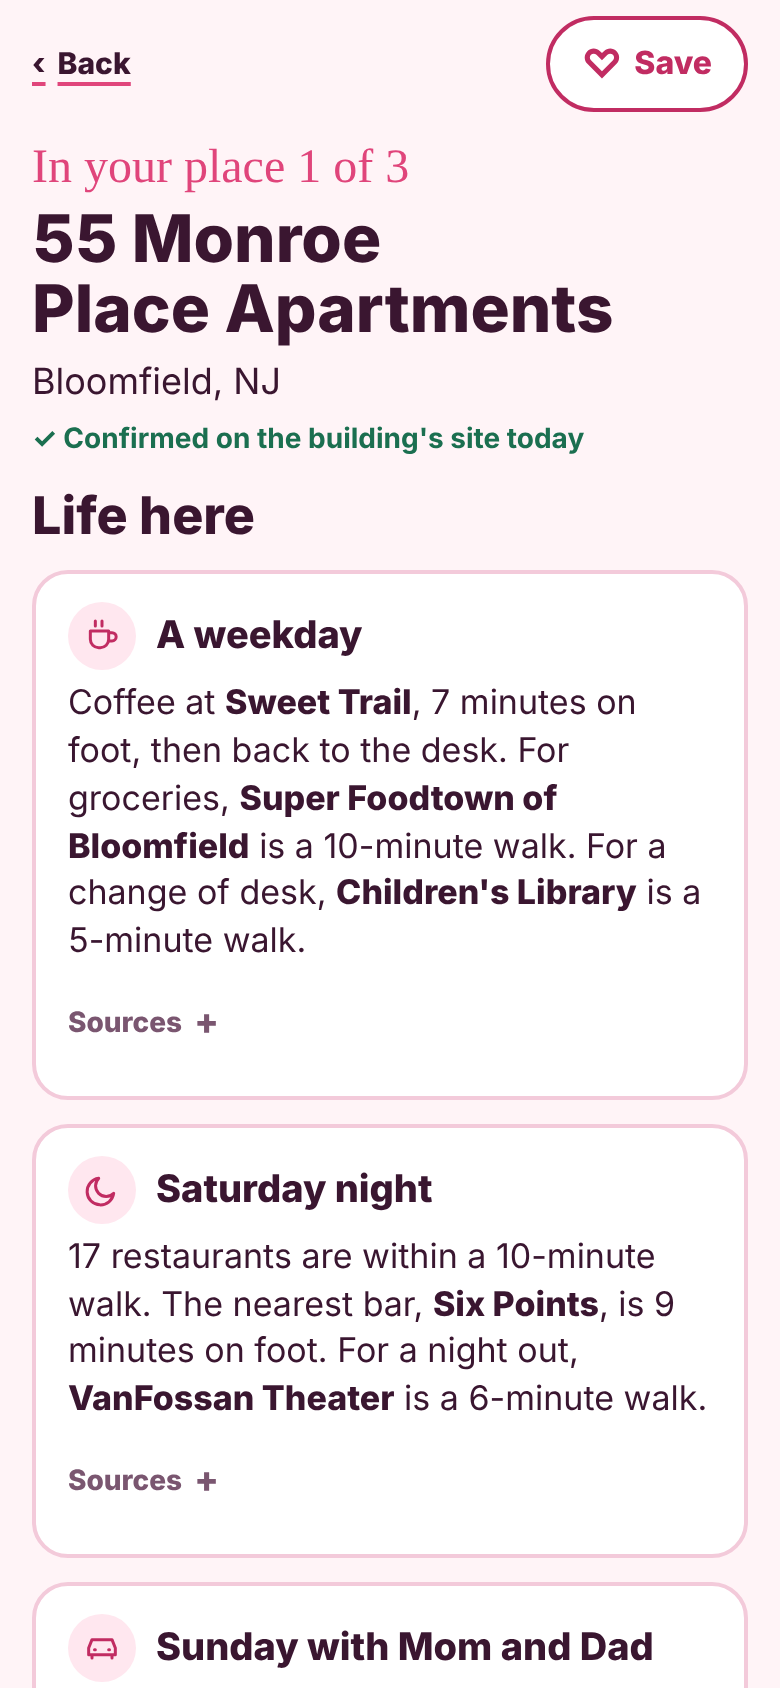 ‹ Back
Save
In your place 1 of 3
55 Monroe
Place Apartments
Bloomfield, NJ
✓ Confirmed on the building's site today
Life here
A weekday
Coffee at Sweet Trail, 7 minutes on
foot, then back to the desk. For
groceries, Super Foodtown of
Bloomfield is a 10-minute walk. For a
change of desk, Children's Library is a
5-minute walk.
Sources +
Saturday night
17 restaurants are within a 10-minute
walk. The nearest bar, Six Points, is 9
minutes on foot. For a night out,
VanFossan Theater is a 6-minute walk.
Sources +
Sunday with Mom and Dad